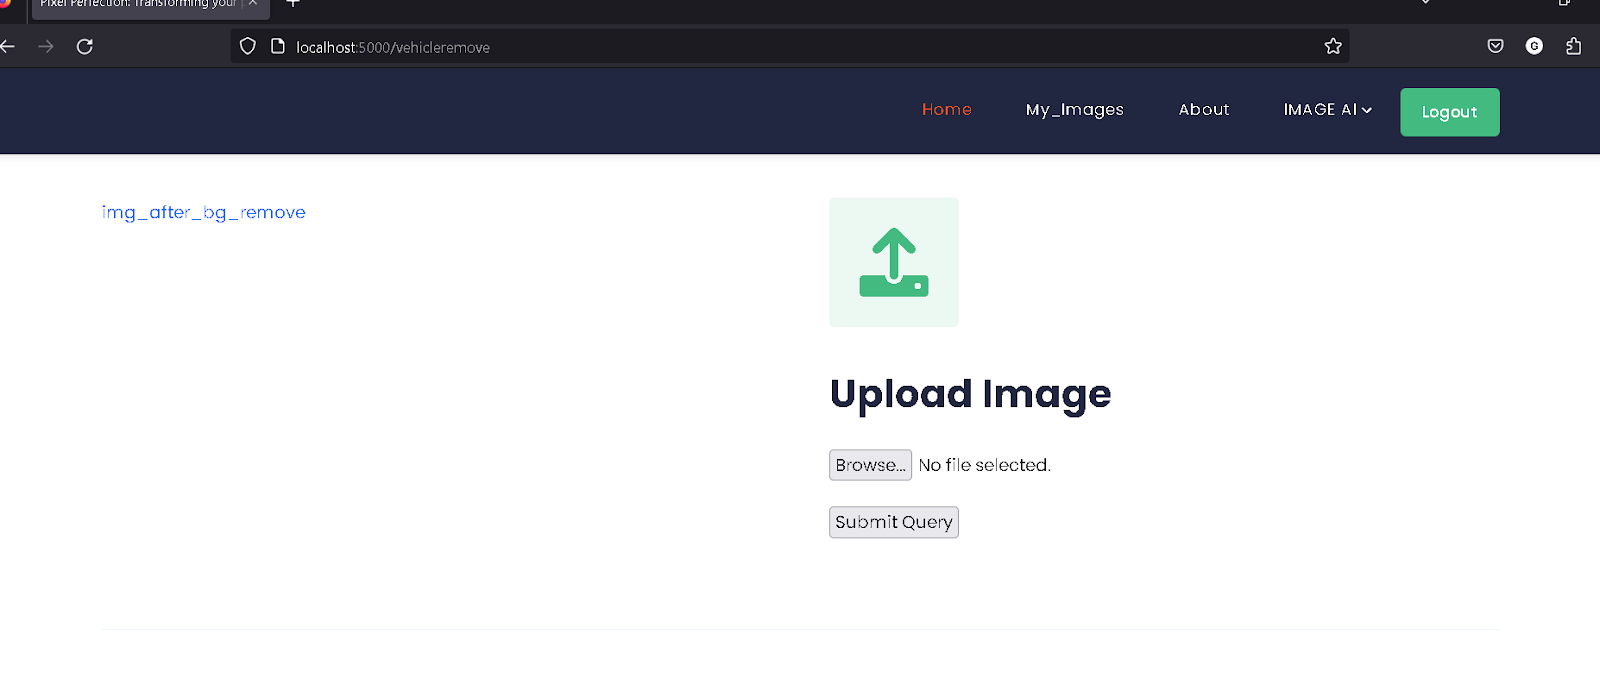 Pixel Perfection: Transforming your
localhost:5000/vehicleremove
G
Home My_Images About IMAGE AI Logout
img_after_bg_remove
Upload Image
Browse... No file selected.
Submit Query